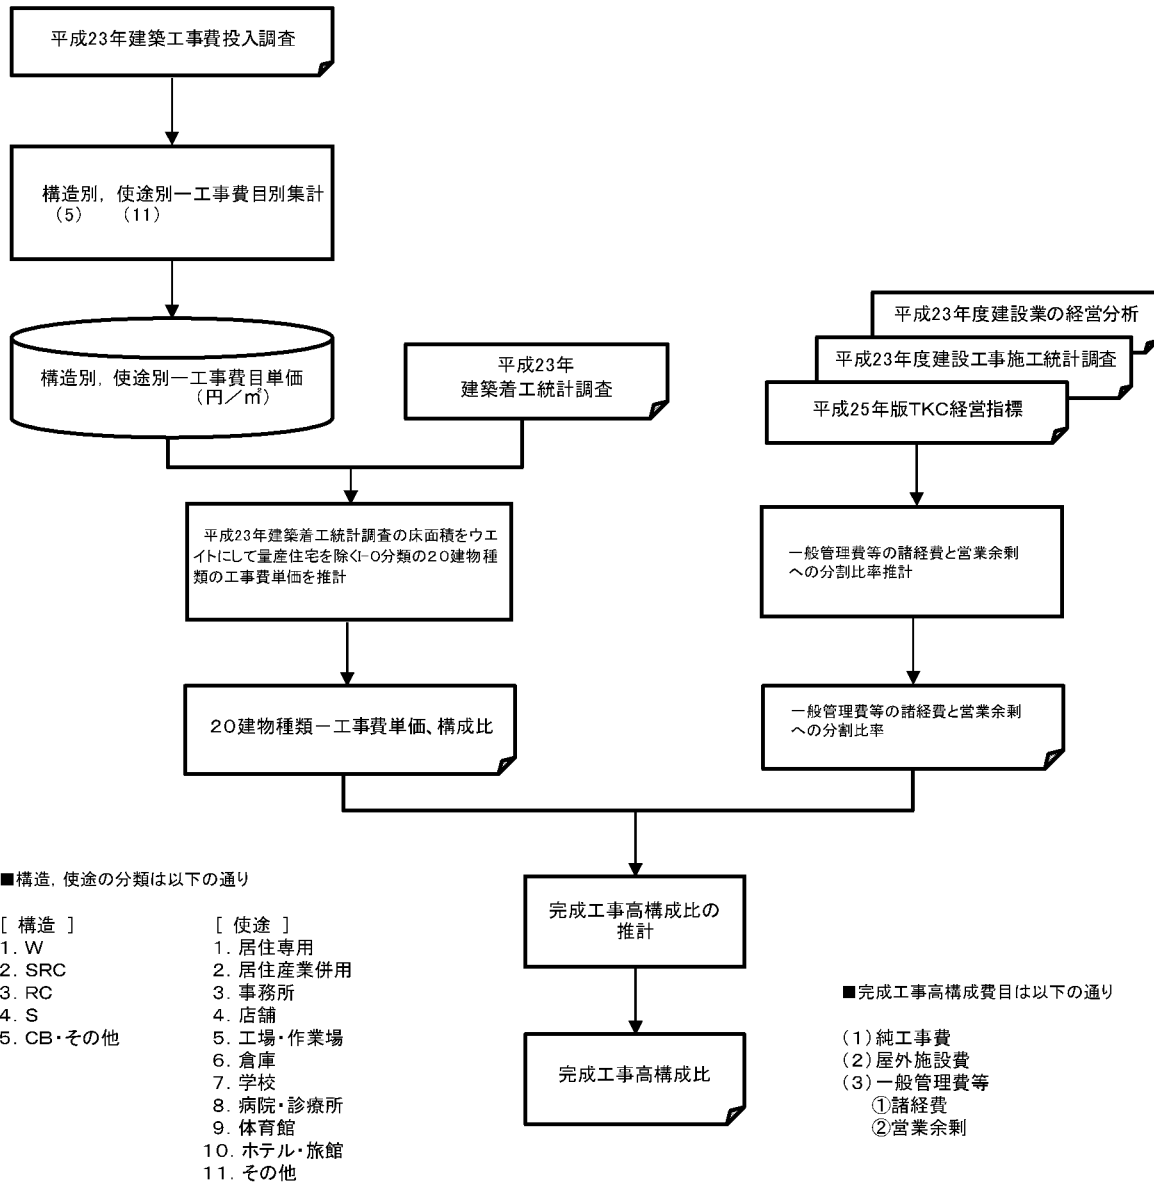 平成23年建築工事費投入調査
構造別，使途別－工事費目別集計
(5) (11)
構造別，使途別－工事費目単価
(円／㎡)
平成23年
建築着工統計調査
平成23年度建設業の経営分析
平成23年度建設工事施工統計調査
平成25年版TKC経営指標
平成23年建築着工統計調査の床面積をウエ
イトにして量産住宅を除くI-O分類の20建物種
類の工事費単価を推計
一般管理費等の諸経費と営業余剰
への分割比率推計
20建物種類－工事費単価、構成比
一般管理費等の諸経費と営業余剰
への分割比率
完成工事高構成比の
推計
完成工事高構成比
■構造，使途の分類は以下の通り
[ 構造 ]
1. W
2. SRC
3. RC
4. S
5. CB・その他
[ 使途 ]
1. 居住専用
2. 居住産業併用
3. 事務所
4. 店舗
5. 工場・作業場
6. 倉庫
7. 学校
8. 病院・診療所
9. 体育館
10. ホテル・旅館
11. その他
■完成工事高構成費目は以下の通り
(1)純工事費
(2)屋外施設費
(3)一般管理費等
①諸経費
②営業余剰